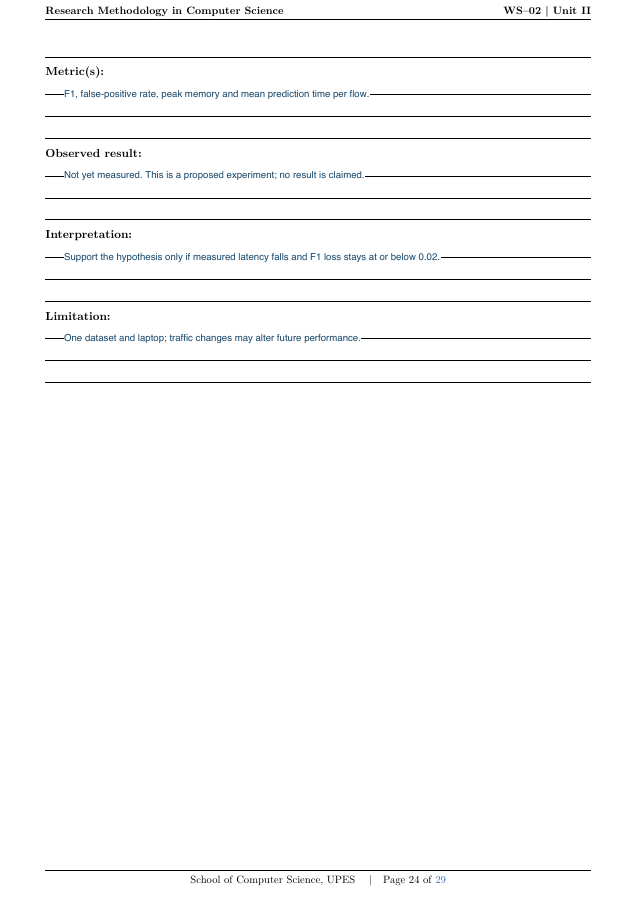 Research Methodology in Computer Science WS–02 | Unit II
Metric(s):
F1, false-positive rate, peak memory and mean prediction time per flow.
Observed result:
Not yet measured. This is a proposed experiment; no result is claimed.
Interpretation:
Support the hypothesis only if measured latency falls and F1 loss stays at or below 0.02.
Limitation:
One dataset and laptop; traffic changes may alter future performance.
School of Computer Science, UPES | Page 24 of 29